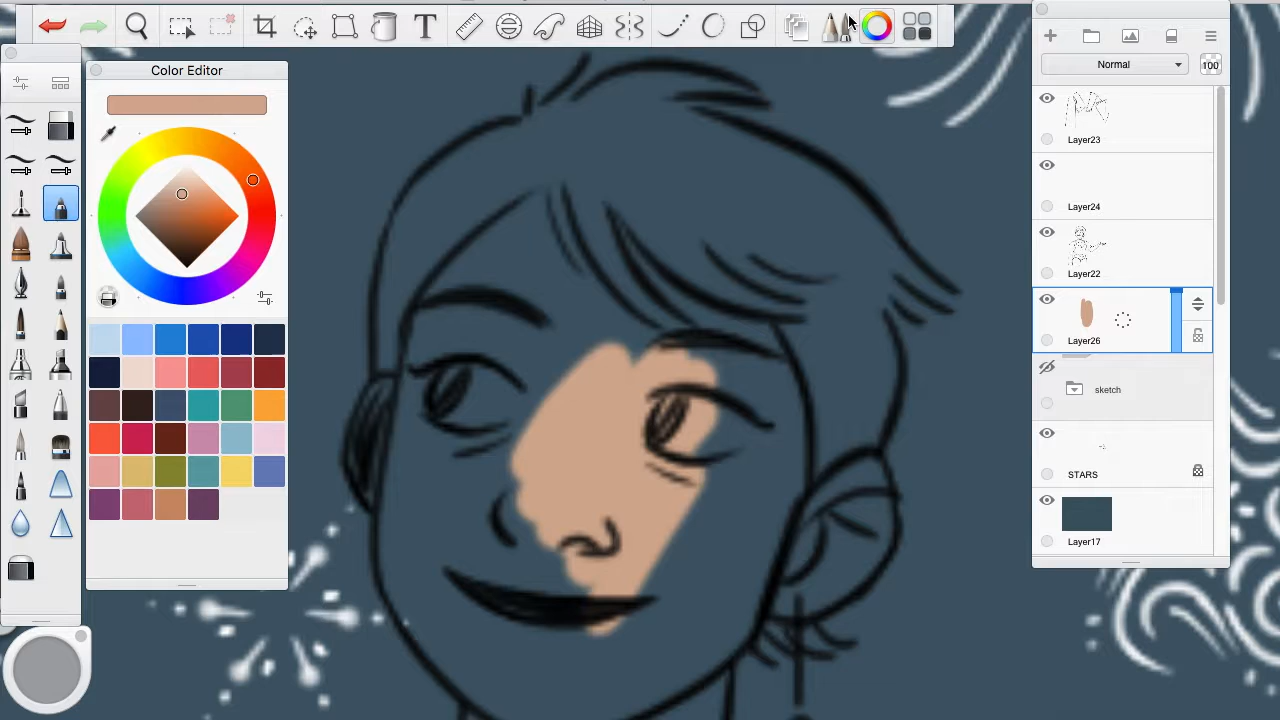 T
Color Editor
Normal
100
Layer23
Layer24
Layer22
Layer26
sketch
STARS
Layer17